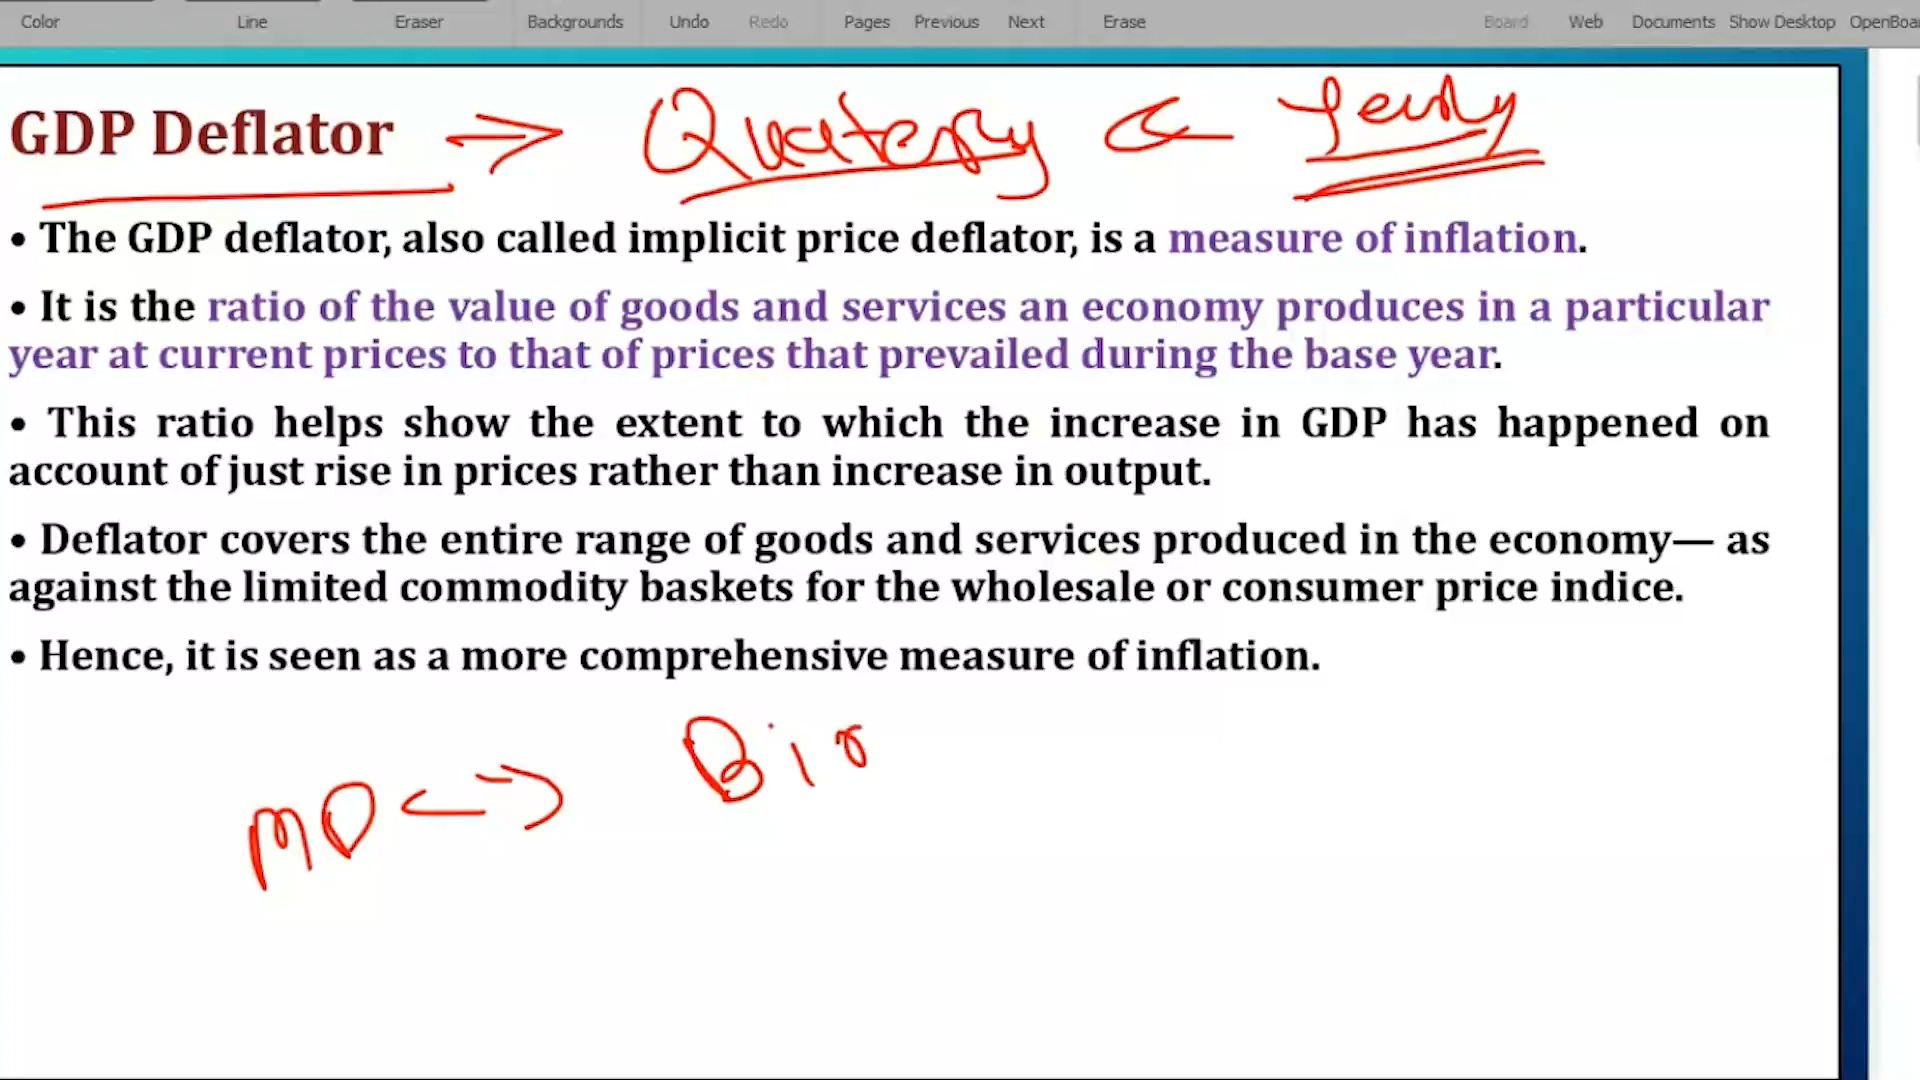 Color Line Eraser Backgrounds Undo Redo Pages Previous Next Erase Board Web Documents Show Desktop OpenBoa
GDP Deflator
• The GDP deflator, also called implicit price deflator, is a measure of inflation.
• It is the ratio of the value of goods and services an economy produces in a particular
year at current prices to that of prices that prevailed during the base year.
• This ratio helps show the extent to which the increase in GDP has happened on
account of just rise in prices rather than increase in output.
• Deflator covers the entire range of goods and services produced in the economy— as
against the limited commodity baskets for the wholesale or consumer price indice.
• Hence, it is seen as a more comprehensive measure of inflation.